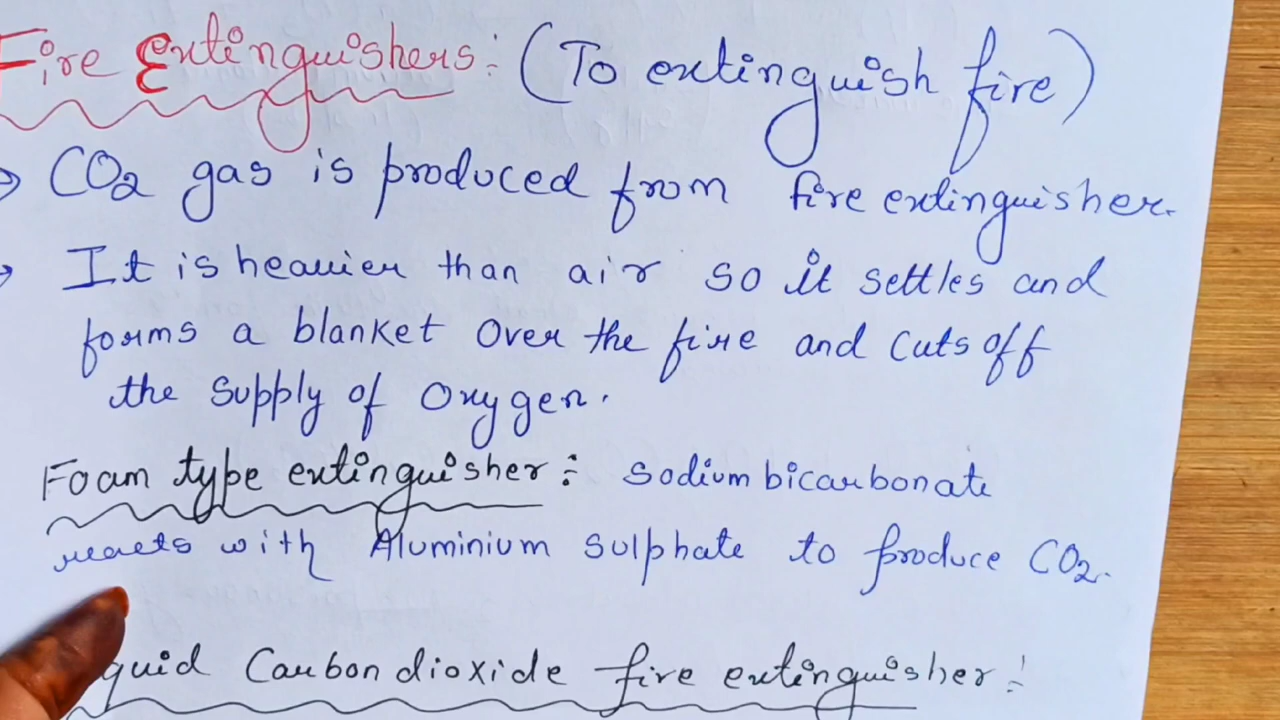 Fire Extinguishers: (To extinguish fire)
→ CO2 gas is produced from fire extinguisher.
→ It is heavier than air so it settles and
forms a blanket over the fire and cuts off
the supply of Oxygen.
Foam type extinguisher: Sodium bicarbonate
reacts with Aluminium Sulphate to produce CO2.
quid Carbon dioxide fire extinguisher: